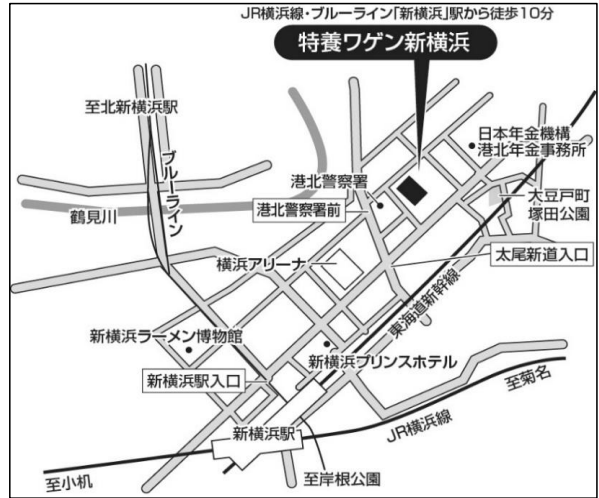 JR横浜線・ブルーライン「新横浜」駅から徒歩10分
特養ワゲン新横浜
至北新横浜駅
ブルーライン
日本年金機構
港北年金事務所
港北警察署
港北警察署前
大豆戸町
塚田公園
鶴見川
横浜アリーナ
太尾新道入口
東海道新幹線
新横浜ラーメン博物館
新横浜プリンスホテル
新横浜駅入口
至菊名
新横浜駅
JR横浜線
至小机
至岸根公園